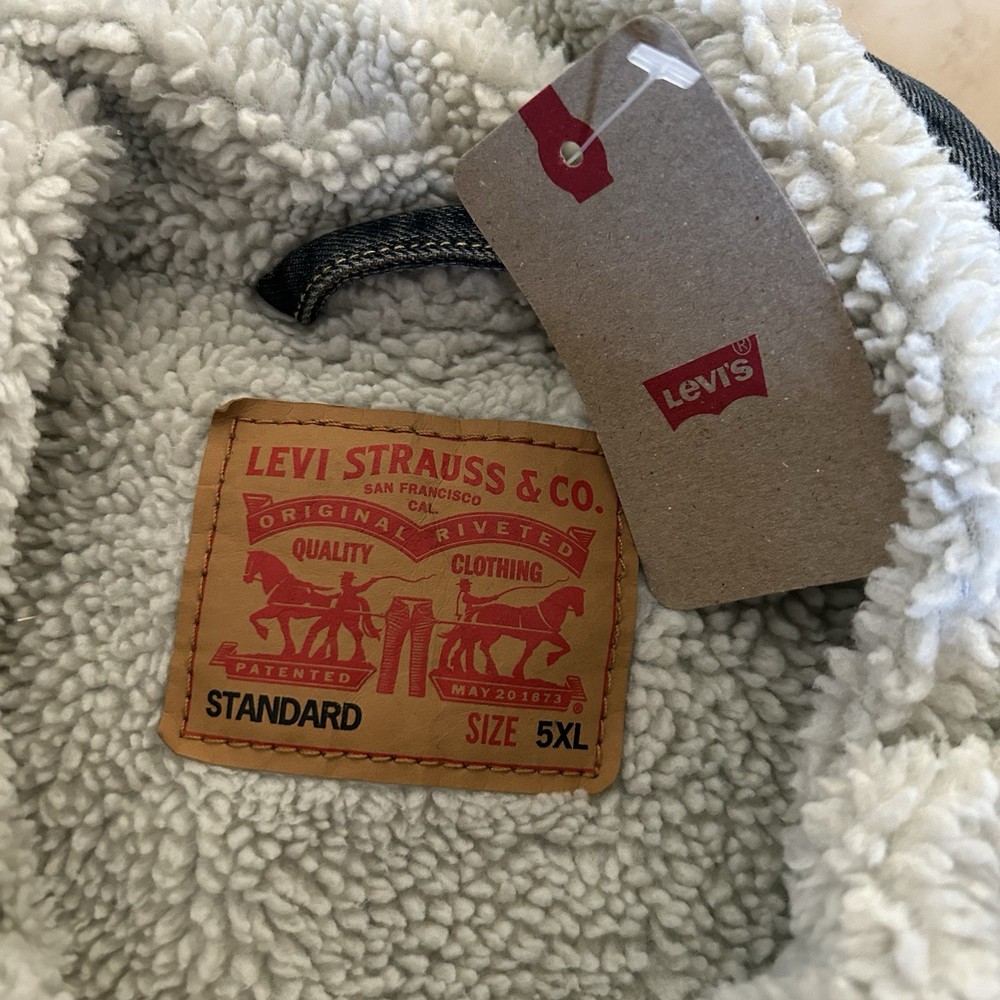 LEVI STRAUSS & CO.
SAN FRANCISCO
CAL.
ORIGINAL RIVETED
QUALITY CLOTHING
PATENTED
MAY 20 1873
®
STANDARD
SIZE 5XL
LEVI'S
®